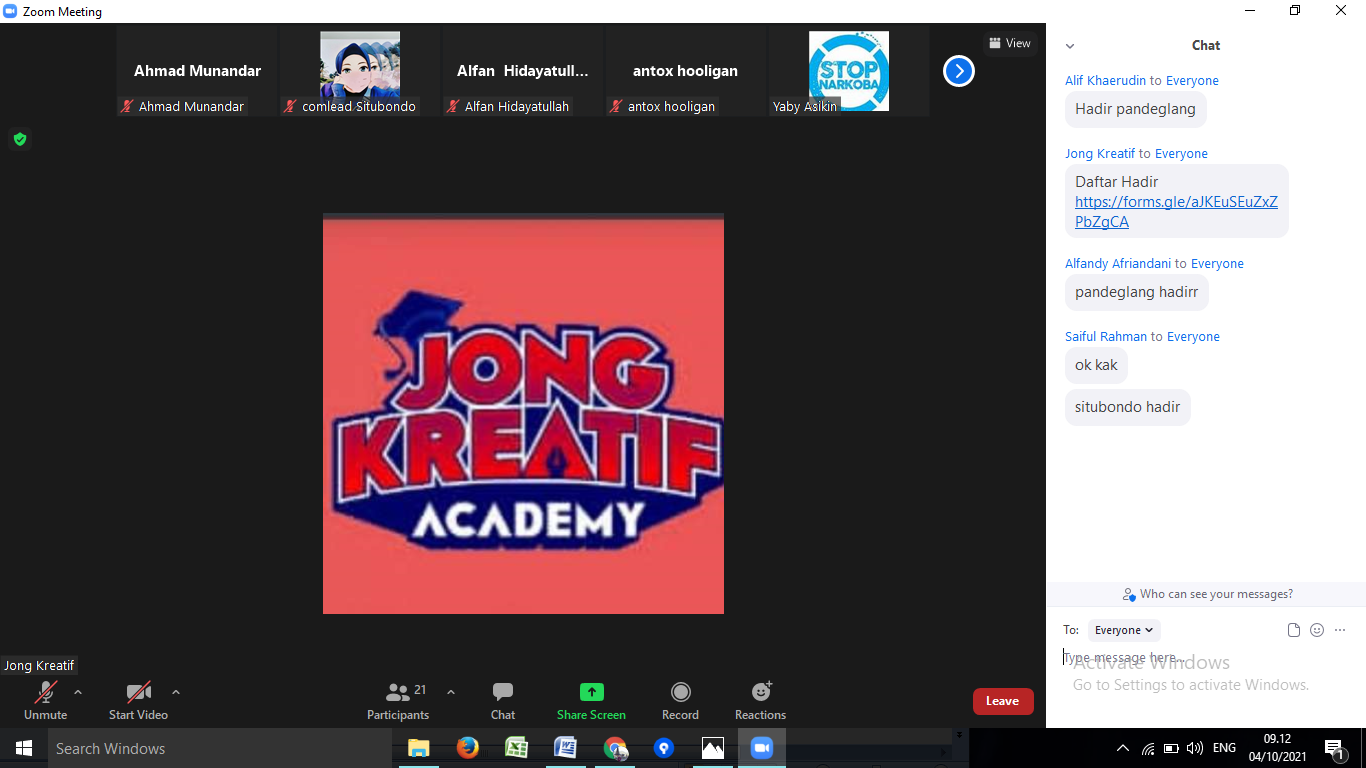 Zoom Meeting
Ahmad Munandar
Ahmad Munandar
comlead Situbondo
Alfan Hidayatull...
Alfan Hidayatullah
antox hooligan
antox hooligan
STOP
NARKOBA
Yaby Asikin
View
JONG
KREATIF
ACADEMY
Jong Kreatif
Unmute
Start Video
21
Participants
Chat
Share Screen
Record
Reactions
Leave
Chat
Alif Khaerudin to Everyone
Hadir pandeglang
Jong Kreatif to Everyone
Daftar Hadir
https://forms.gle/aJKEuSEuZxZ
PbZgCA
Alfandy Afriandani to Everyone
pandeglang hadirr
Saiful Rahman to Everyone
ok kak
situbondo hadir
Who can see your messages?
To: Everyone
Type message here...
Activate Windows
Go to Settings to activate Windows.
Search Windows
ENG
09.12
04/10/2021
1